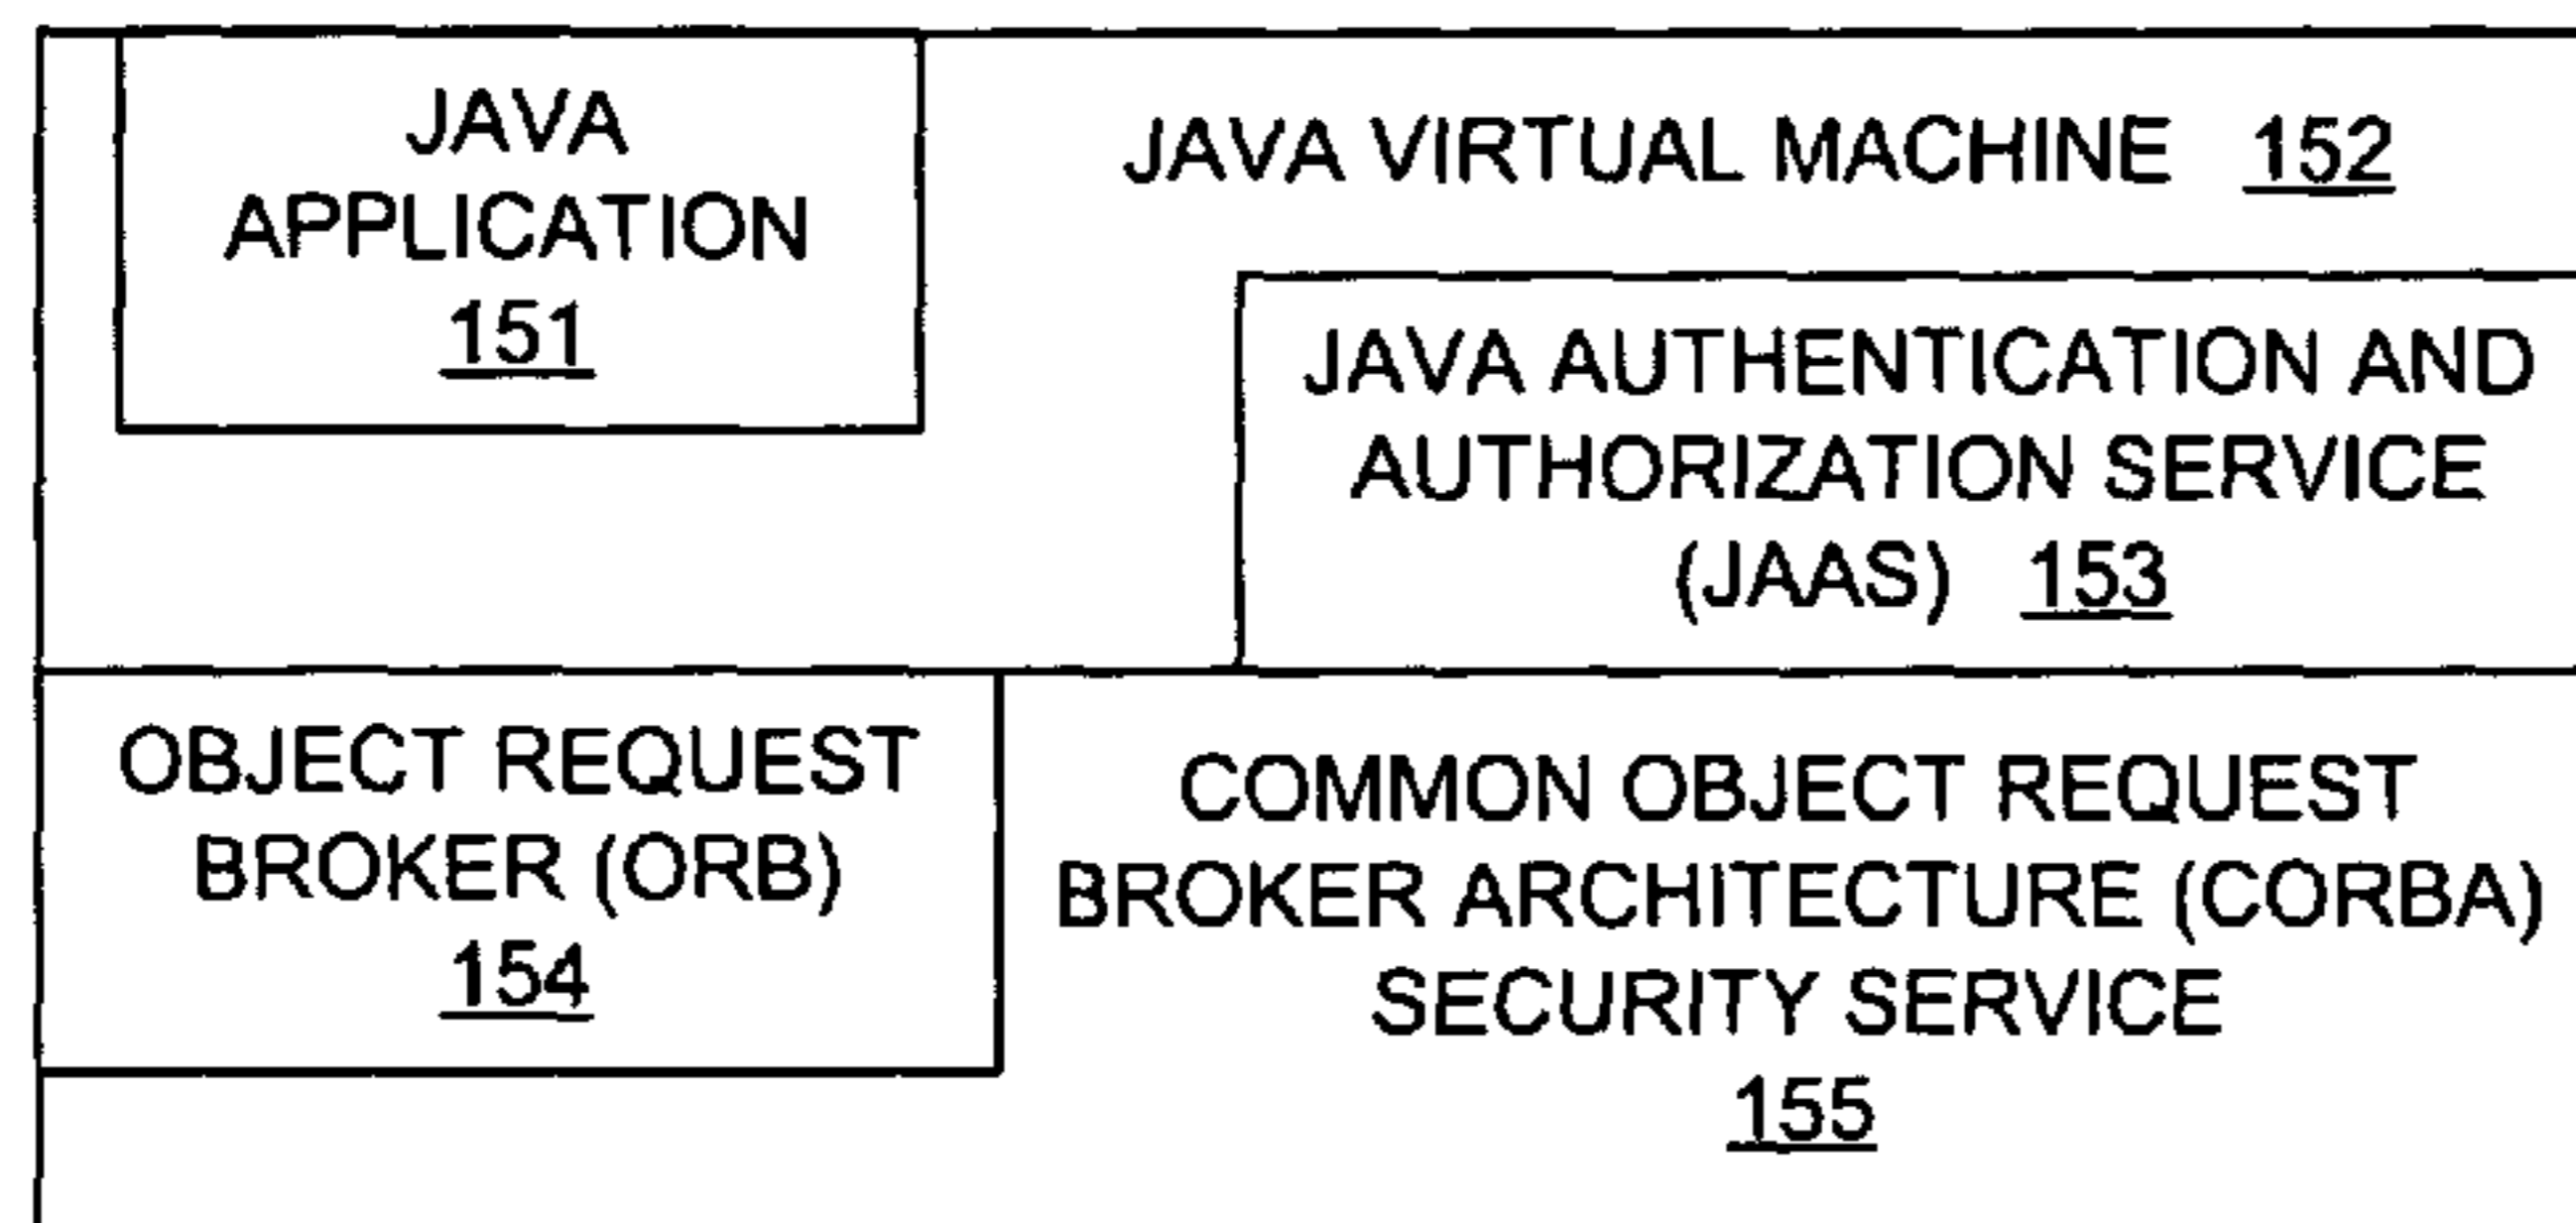 JAVA
APPLICATION
151
JAVA VIRTUAL MACHINE 152
JAVA AUTHENTICATION AND
AUTHORIZATION SERVICE
(JAAS) 153
OBJECT REQUEST
BROKER (ORB)
154
COMMON OBJECT REQUEST
BROKER ARCHITECTURE (CORBA)
SECURITY SERVICE
155